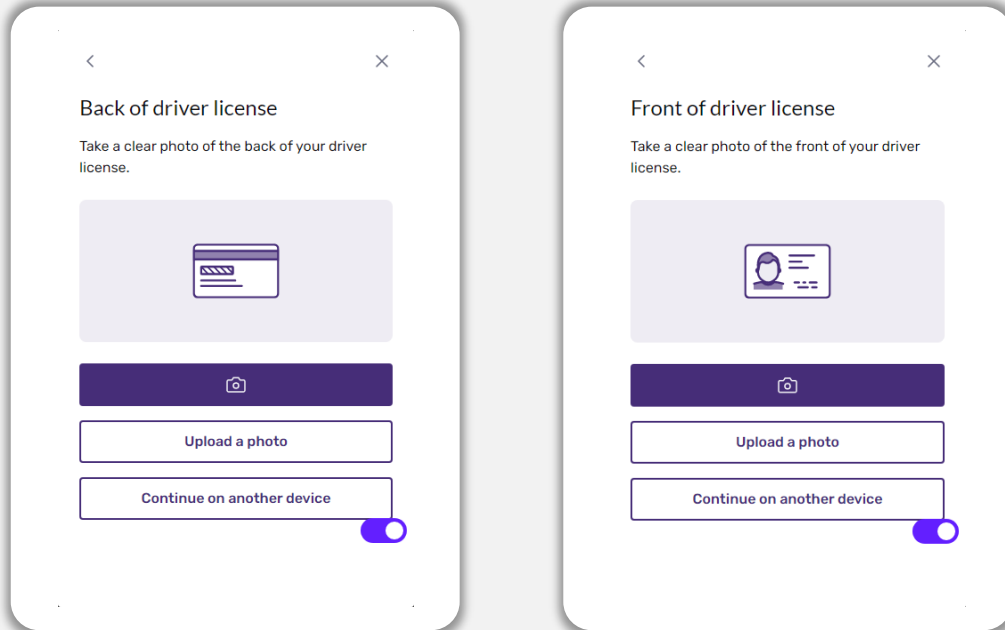 Back of driver license
Take a clear photo of the back of your driver
license.
Upload a photo
Continue on another device
Front of driver license
Take a clear photo of the front of your driver
license.
Upload a photo
Continue on another device